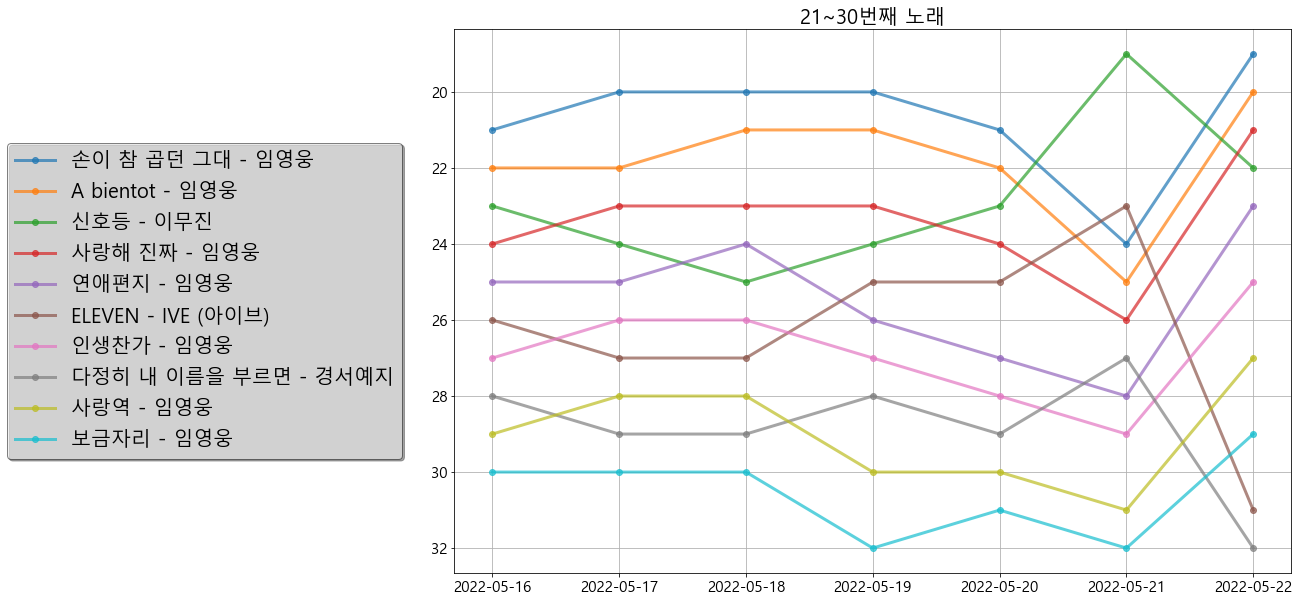 21~30번째 노래
손이 참 곱던 그대 - 임영웅
A bientot - 임영웅
신호등 - 이무진
사랑해 진짜 - 임영웅
연애편지 - 임영웅
ELEVEN - IVE (아이브)
인생찬가 - 임영웅
다정히 내 이름을 부르면 - 경서예지
사랑역 - 임영웅
보금자리 - 임영웅
20
22
24
26
28
30
32
2022-05-16 2022-05-17 2022-05-18 2022-05-19 2022-05-20 2022-05-21 2022-05-22